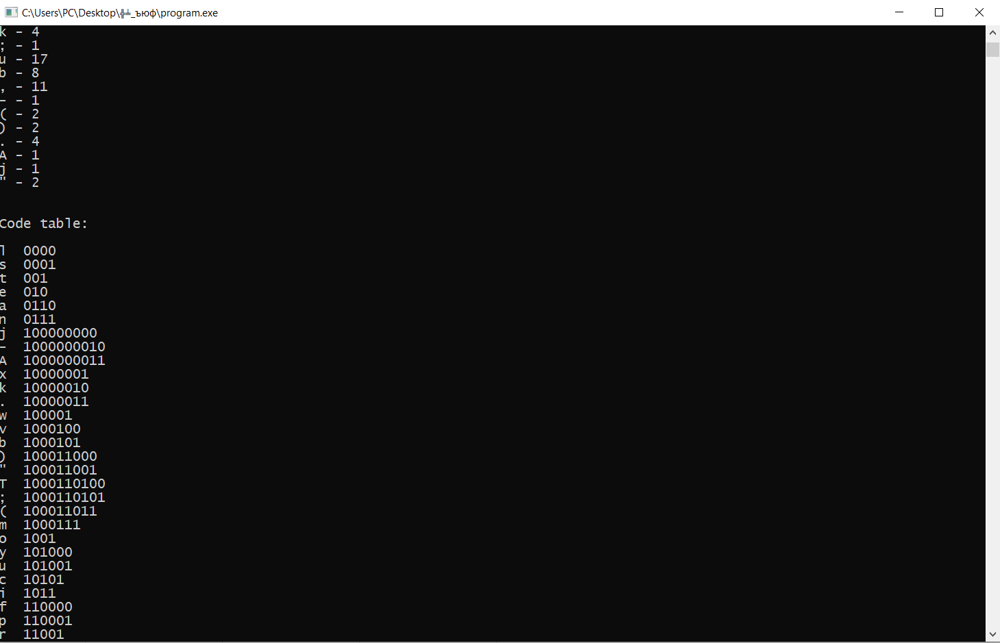 C:\Users\PC\Desktop\╬╧_ъюф\program.exe
k - 4
; - 1
u - 17
b - 8
, - 11
- - 1
( - 2
) - 2
. - 4
A - 1
j - 1
" - 2
Code table:
l 0000
s 0001
t 001
e 010
a 0110
n 0111
j 100000000
- 1000000010
A 1000000011
x 10000001
k 10000010
. 10000011
w 100001
v 1000100
b 1000101
) 100011000
" 100011001
T 1000110100
; 1000110101
( 100011011
m 1000111
o 1001
y 101000
u 101001
c 10101
i 1011
f 110000
p 110001
r 11001